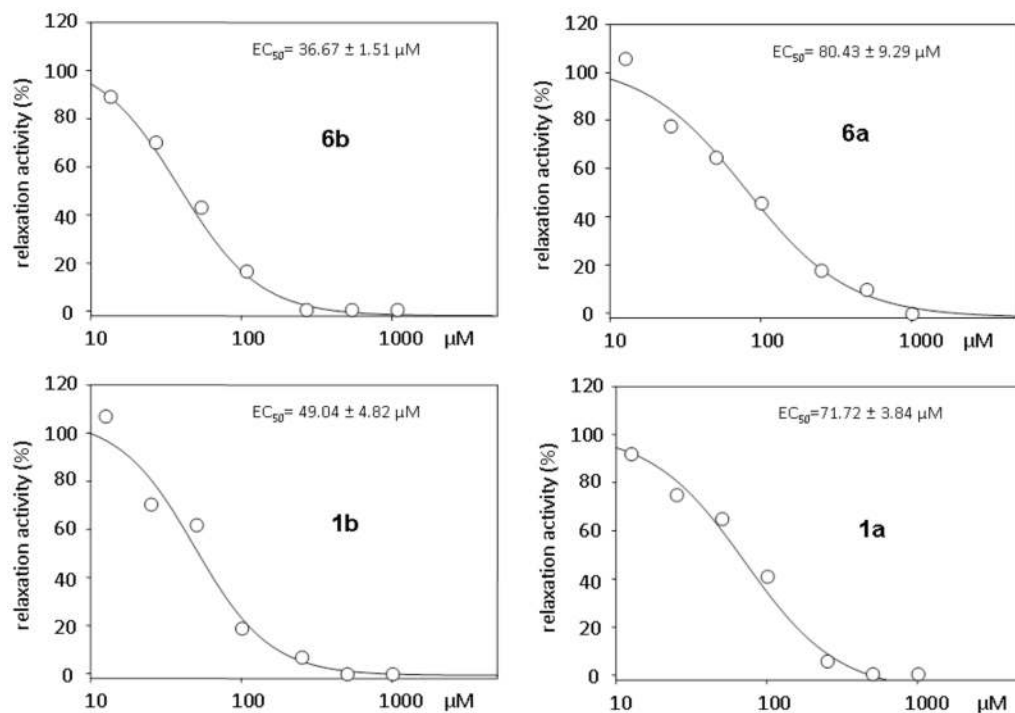 120
100
80
60
40
20
0
relaxation activity (%)
EC50= 36.67 ± 1.51 µM
6b
10 100 1000 µM
120
100
80
60
40
20
0
relaxation activity (%)
EC50= 80.43 ± 9.29 µM
6a
10 100 1000 µM
120
100
80
60
40
20
0
relaxation activity (%)
EC50= 49.04 ± 4.82 µM
1b
10 100 1000 µM
120
100
80
60
40
20
0
relaxation activity (%)
EC50=71.72 ± 3.84 µM
1a
10 100 1000 µM